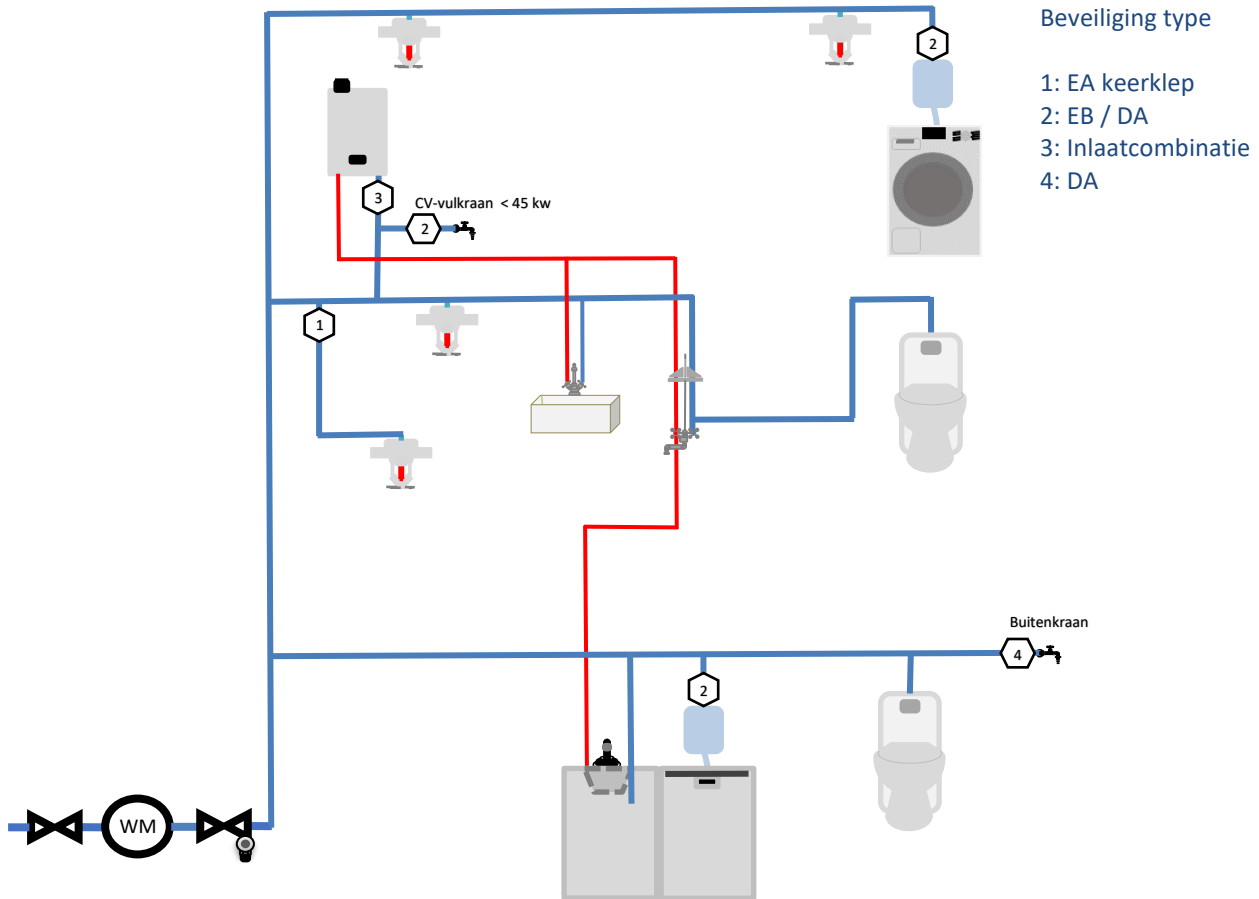 Beveiliging type
1: EA keerklep
2: EB / DA
3: Inlaatcombinatie
4: DA
2
3
CV-vulkraan < 45 kw
2
1
Buitenkraan
4
2
WM